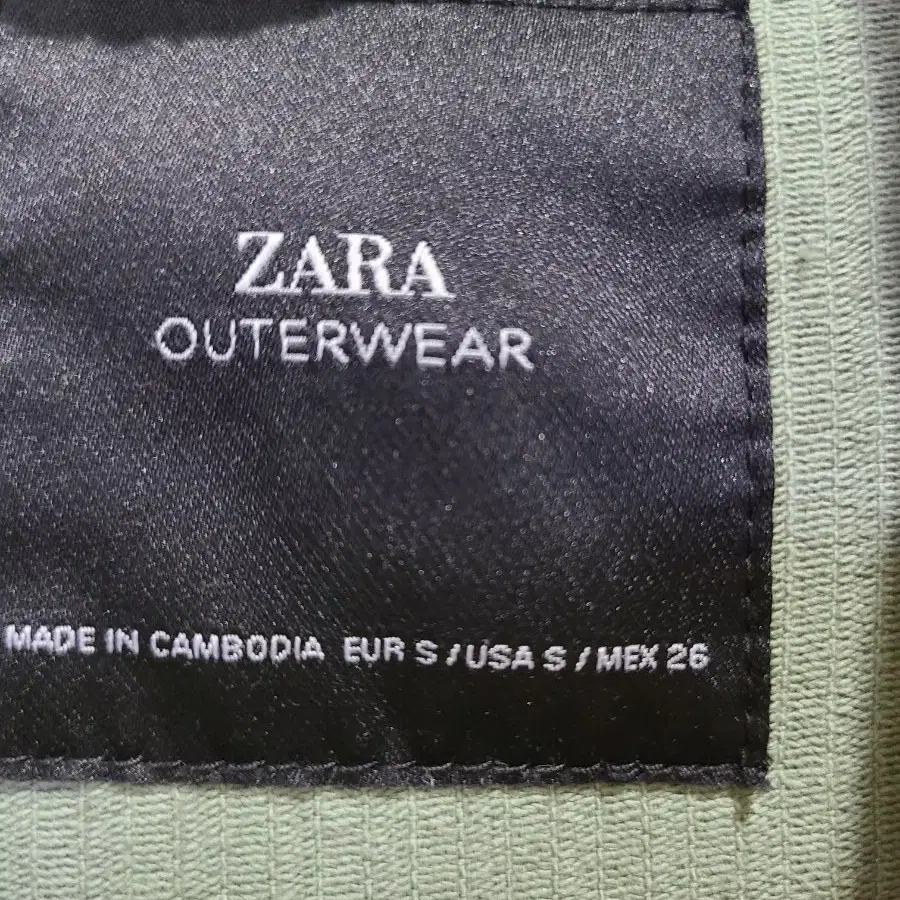 ZARA
OUTERWEAR
MADE IN CAMBODIA EUR S / USA S / MEX 26